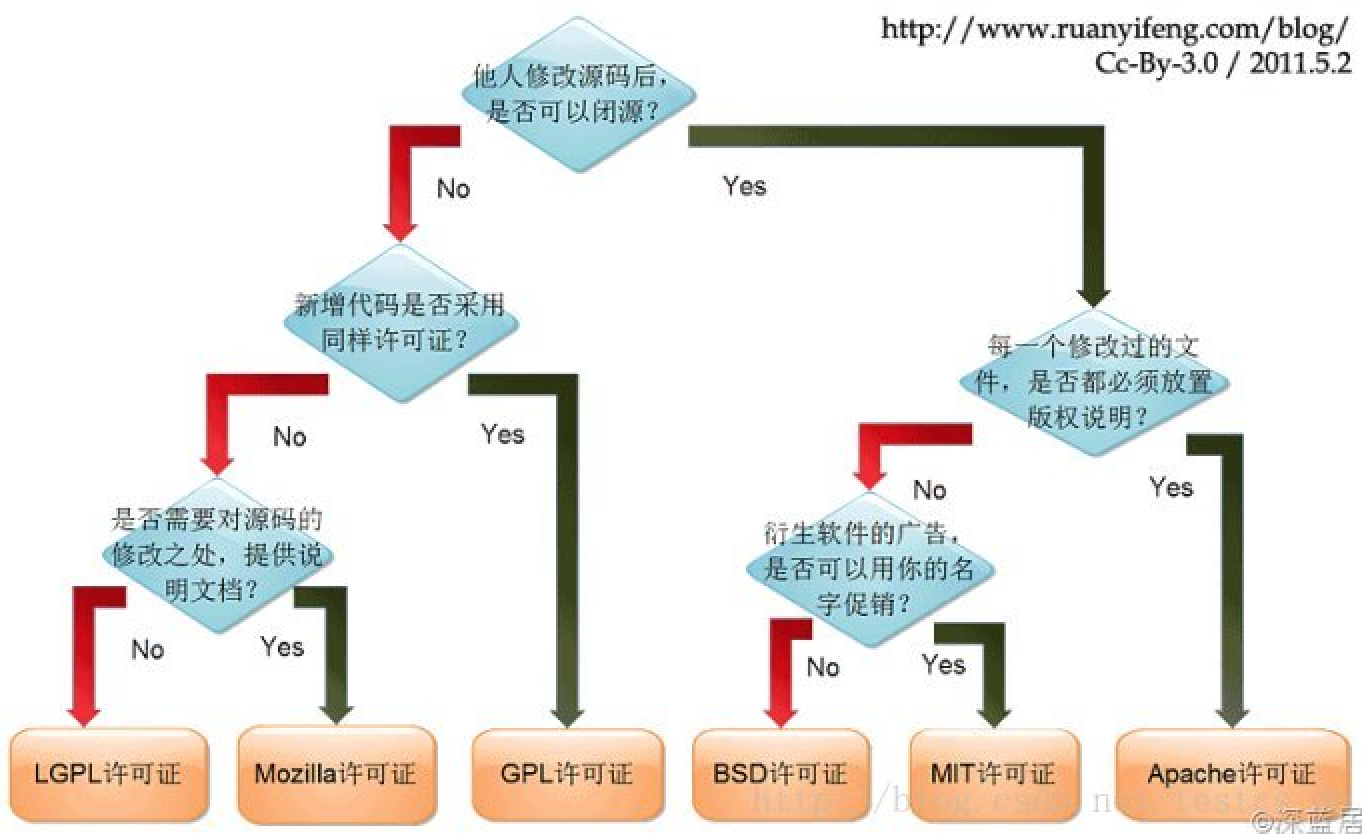 http://www.ruanyifeng.com/blog/
Cc-By-3.0 / 2011.5.2
他人修改源码后，
是否可以闭源？
No
Yes
新增代码是否采用
同样许可证？
每一个修改过的文
件，是否都必须放置
版权说明？
No
Yes
No
Yes
是否需要对源码的
修改之处，提供说
明文档？
衍生软件的广告，
是否可以用你的名
字促销？
No
Yes
No
Yes
LGPL许可证
Mozilla许可证
GPL许可证
BSD许可证
MIT许可证
Apache许可证
©深蓝居